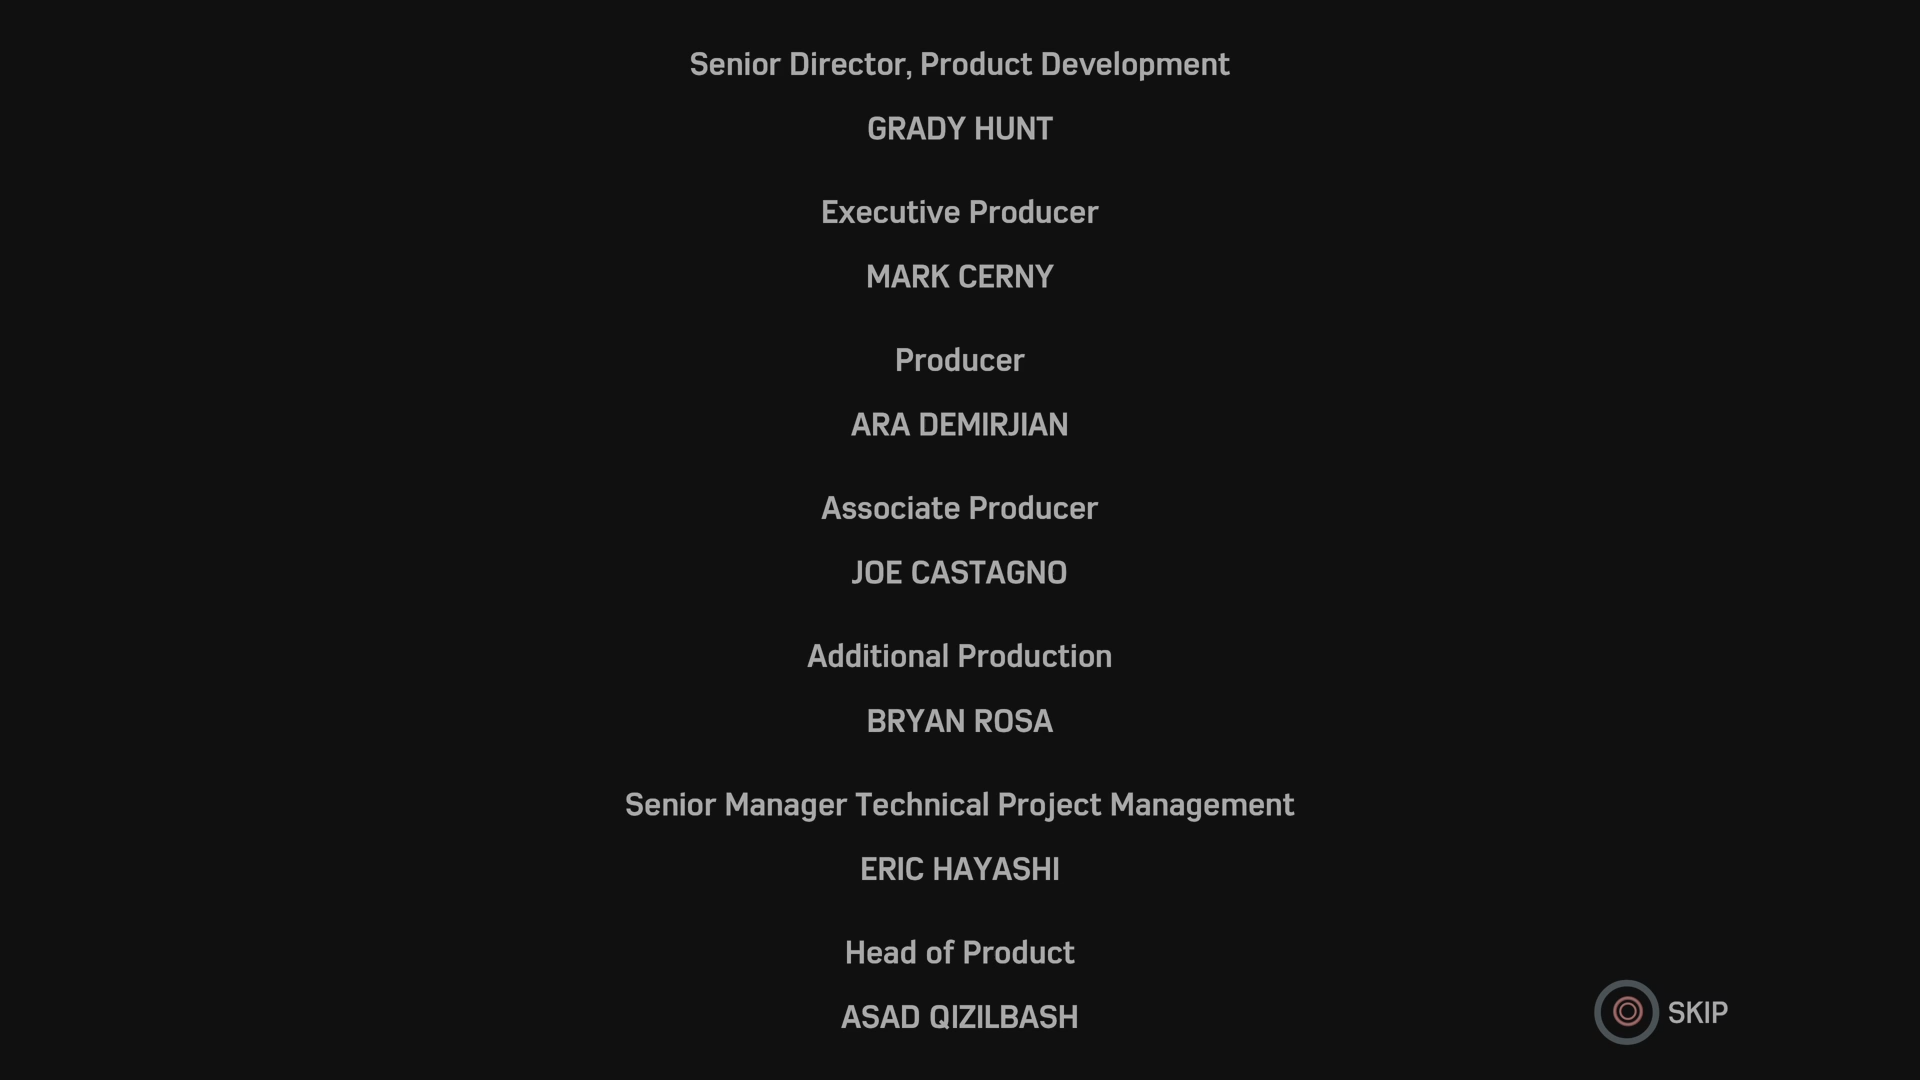 Senior Director, Product Development
GRADY HUNT
Executive Producer
MARK CERNY
Producer
ARA DEMIRJIAN
Associate Producer
JOE CASTAGNO
Additional Production
BRYAN ROSA
Senior Manager Technical Project Management
ERIC HAYASHI
Head of Product
ASAD QIZILBASH
SKIP